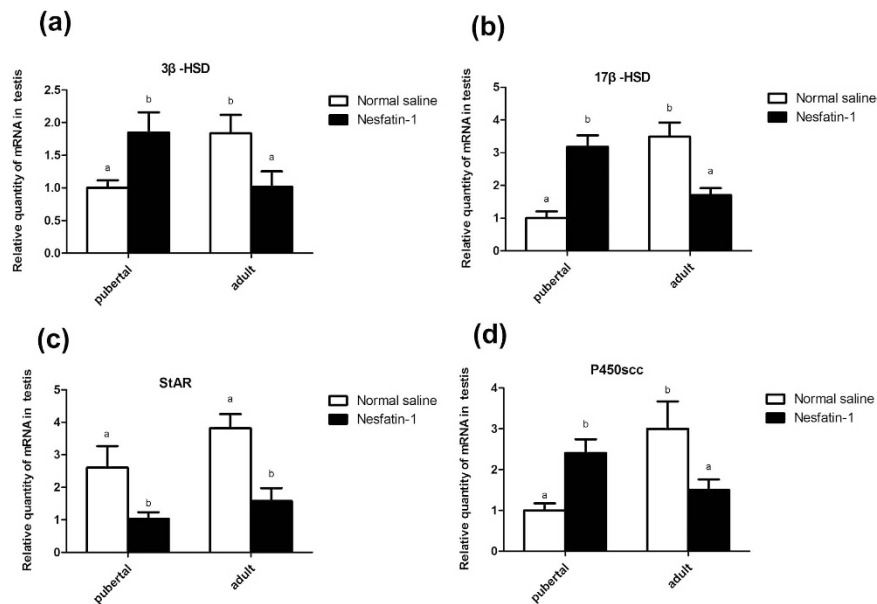 (a)
3β -HSD
Relative quantity of mRNA in testis
2.5
2.0
1.5
1.0
0.5
0.0
a
b
b
a
pubertal
adult
Normal saline
Nesfatin-1
(b)
17β -HSD
Relative quantity of mRNA in testis
5
4
3
2
1
0
a
b
b
a
pubertal
adult
Normal saline
Nesfatin-1
(c)
StAR
Relative quantity of mRNA in testis
5
4
3
2
1
0
a
b
a
b
pubertal
adult
Normal saline
Nesfatin-1
(d)
P450scc
Relative quantity of mRNA in testis
4
3
2
1
0
a
b
b
a
pubertal
adult
Normal saline
Nesfatin-1